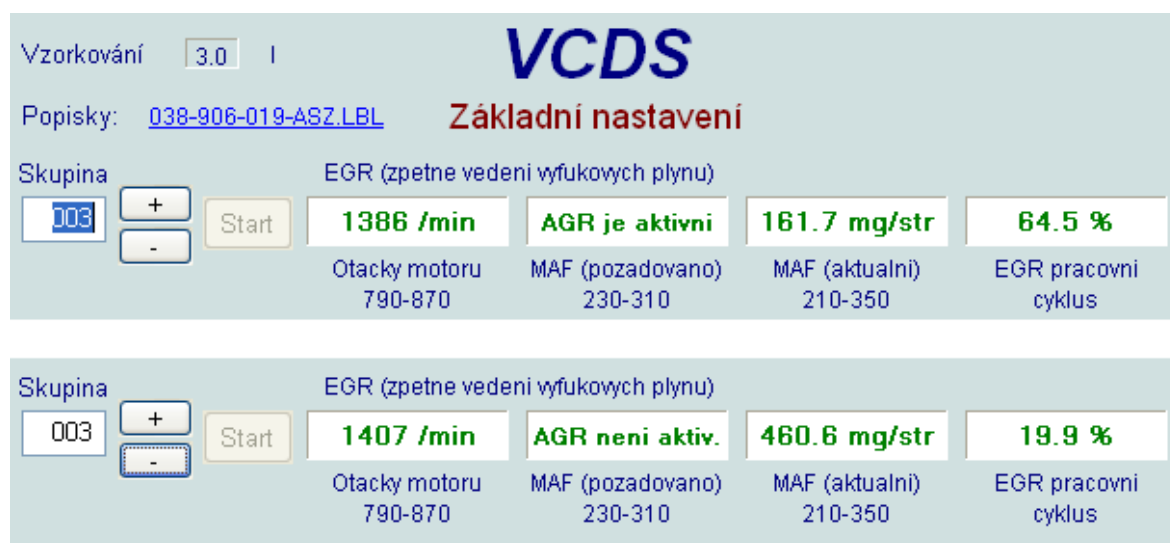 Vzorkování 3.0 I VCDS
Popisky: 038-906-019-ASZ.LBL Základní nastavení
Skupina EGR (zpetne vedeni vyfukovych plynu)
003 + - Start 1386 /min AGR je aktivni 161.7 mg/str 64.5 %
Otacky motoru MAF (pozadovano) MAF (aktualni) EGR pracovni
790-870 230-310 210-350 cyklus
Skupina EGR (zpetne vedeni vyfukovych plynu)
003 + - Start 1407 /min AGR neni aktiv. 460.6 mg/str 19.9 %
Otacky motoru MAF (pozadovano) MAF (aktualni) EGR pracovni
790-870 230-310 210-350 cyklus